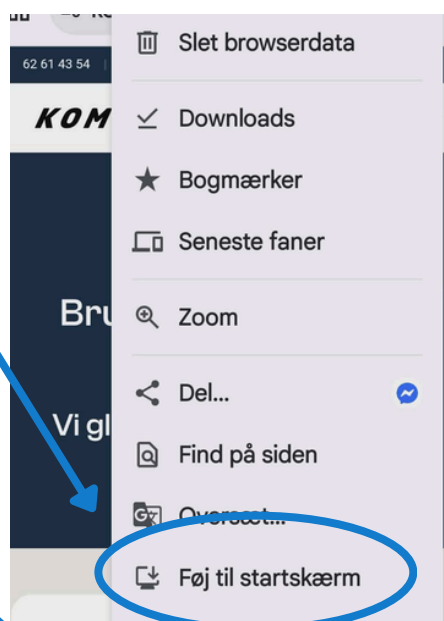 Slet browserdata
62 61 43 54
KOM
Downloads
Bogmærker
Seneste faner
Bru
Zoom
Del...
Vi gl
Find på siden
Oversæt...
Føj til startskærm